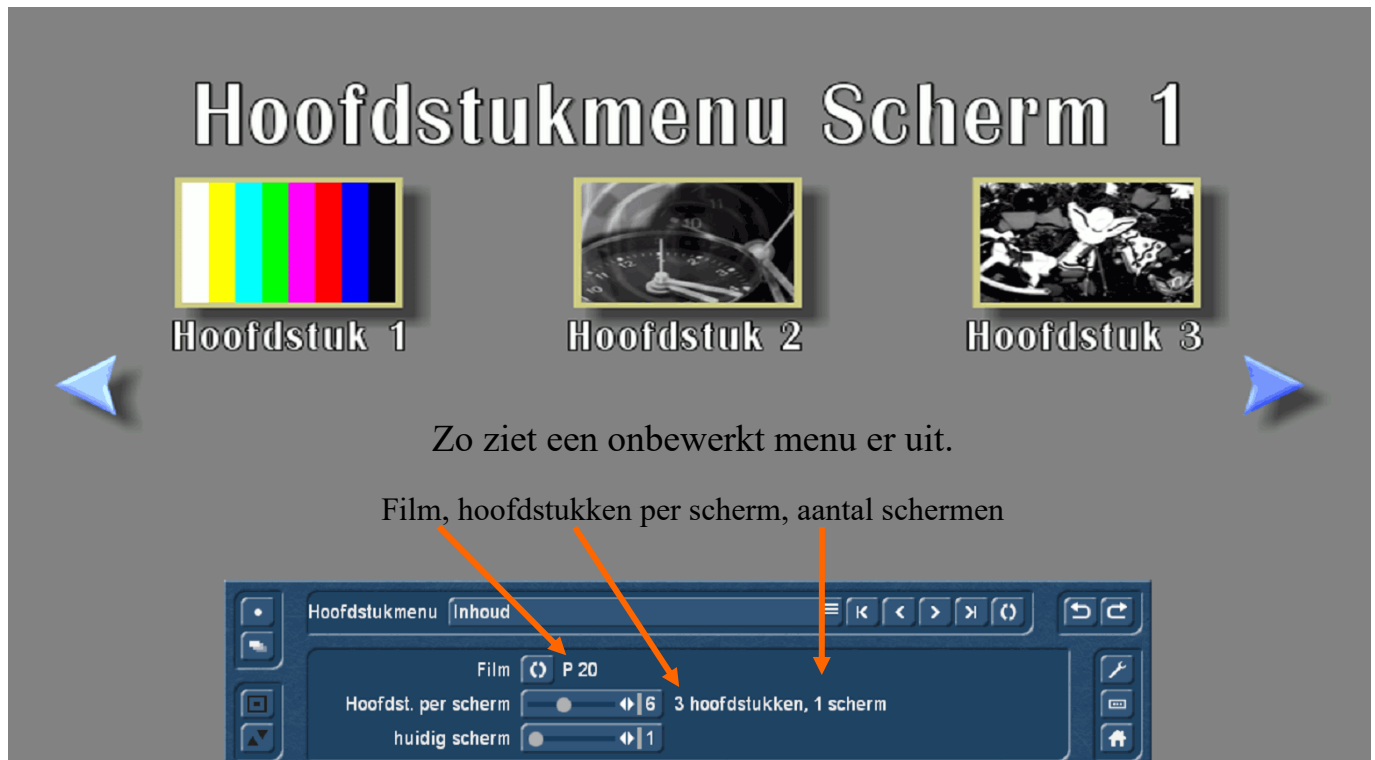 Hoofdstukmenu Scherm 1
Hoofdstuk 1
Hoofdstuk 2
Hoofdstuk 3
Zo ziet een onbewerkt menu er uit.
Film, hoofdstukken per scherm, aantal schermen
Hoofdstukmenu Inhoud
Film P 20
Hoofdst. per scherm 6 3 hoofdstukken, 1 scherm
huidig scherm 1